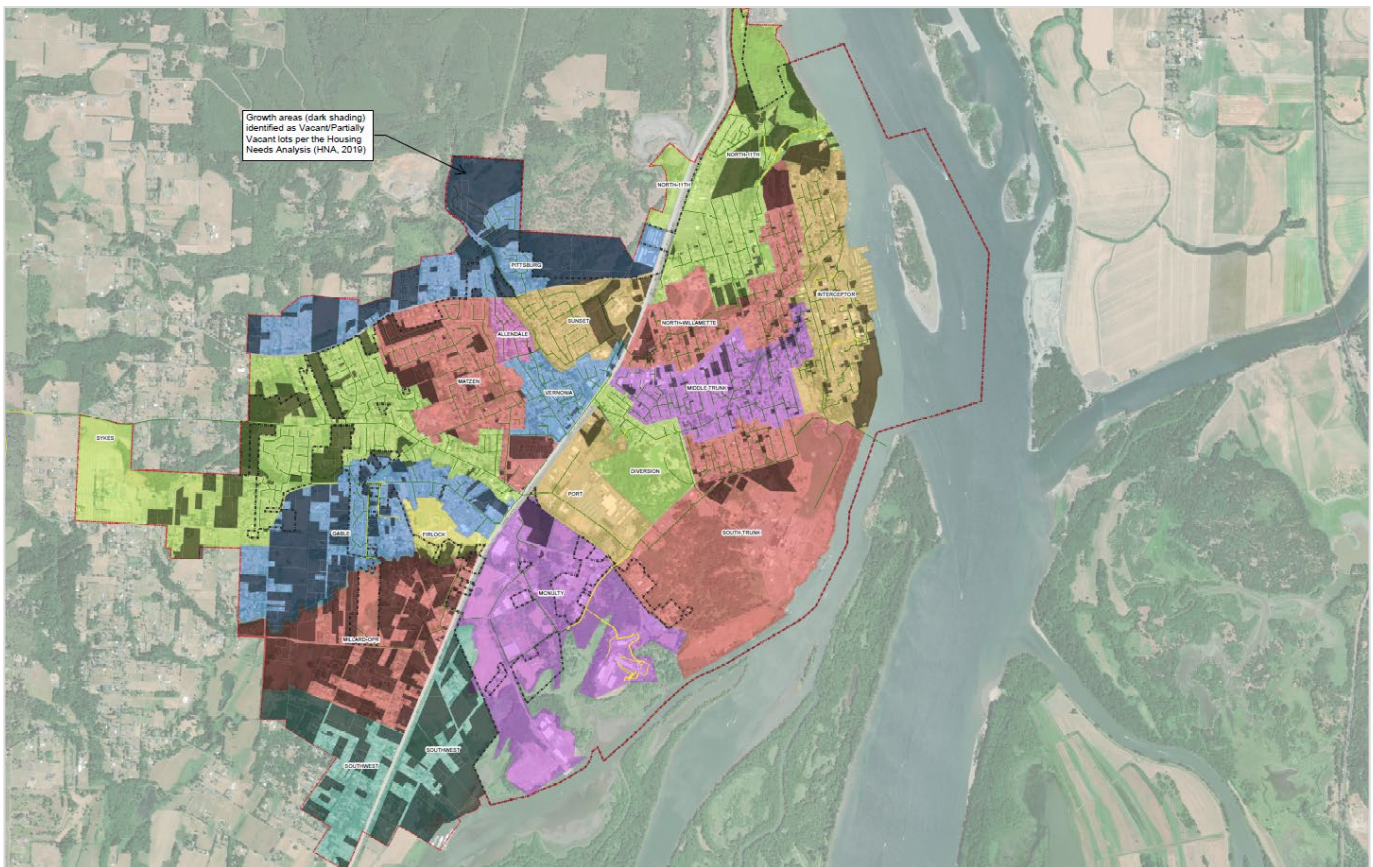 Growth areas (dark shading)
identified as Vacant/Partially
Vacant lots per the Housing
Needs Analysis (HNA, 2019)
NORTH-11TH
NORTH-11TH
PITTSBURG
INTERCEPTOR
SUNSET
NORTH-WILLAMETTE
ALLENDALE
MATZEN
MIDDLE TRUNK
VERNONIA
SYKES
DIVERSION
PORT
GABLE
FIRLOCK
SOUTH-TRUNK
MCNULTY
MILLARD-OPR
SOUTHWEST
SOUTHWEST